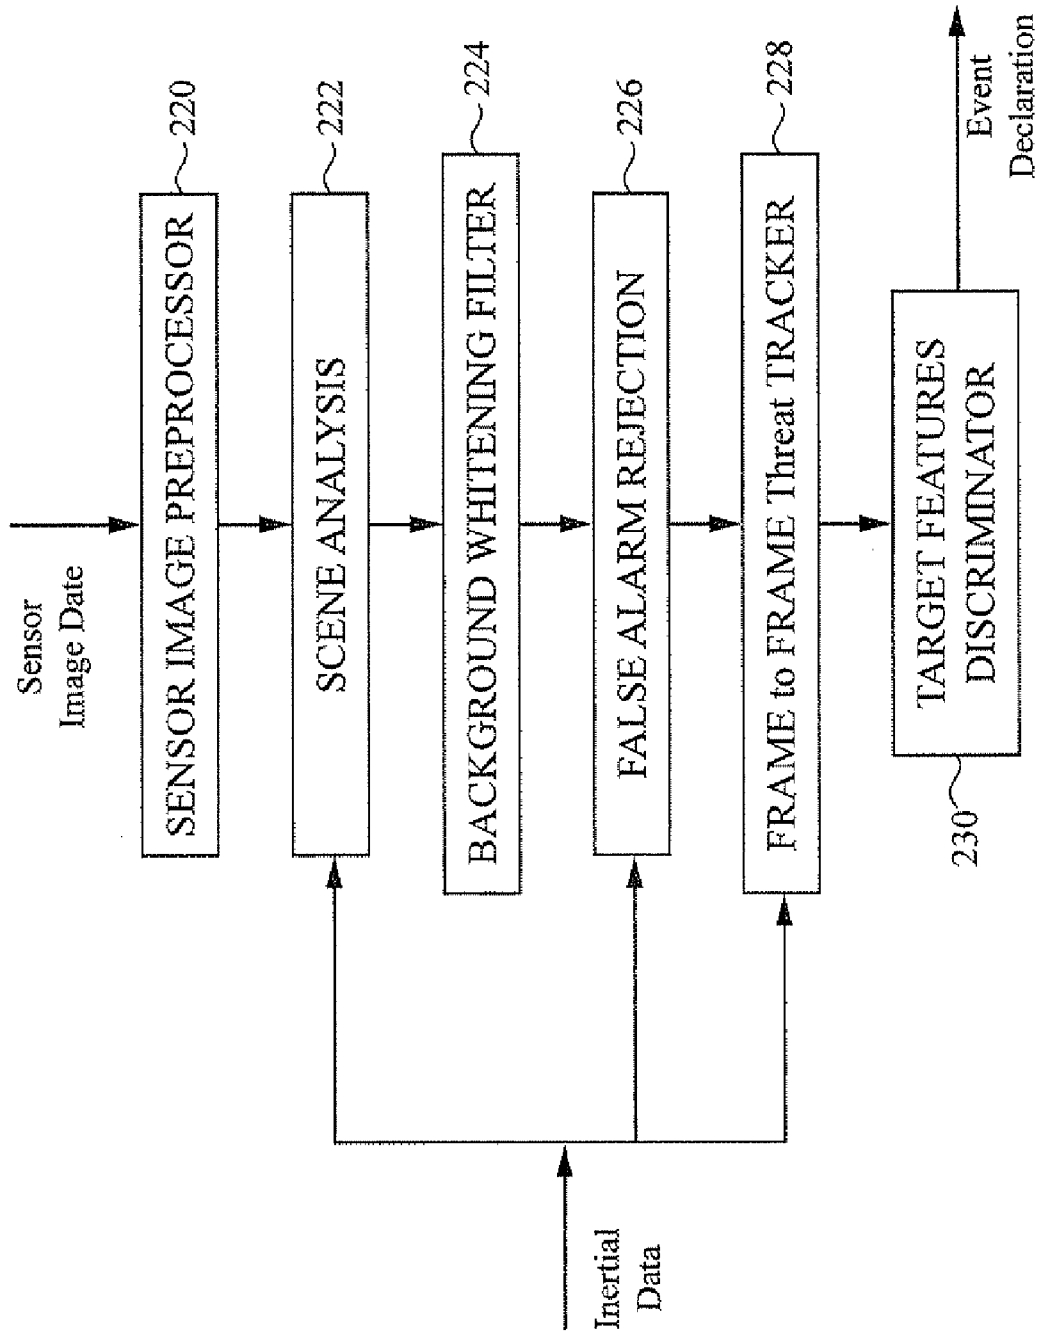 Sensor
Image Date
SENSOR IMAGE PREPROCESSOR
220
SCENE ANALYSIS
222
BACKGROUND WHITENING FILTER
224
FALSE ALARM REJECTION
226
FRAME to FRAME Threat TRACKER
228
TARGET FEATURES
DISCRIMINATOR
230
Event
Declaration
Inertial
Data